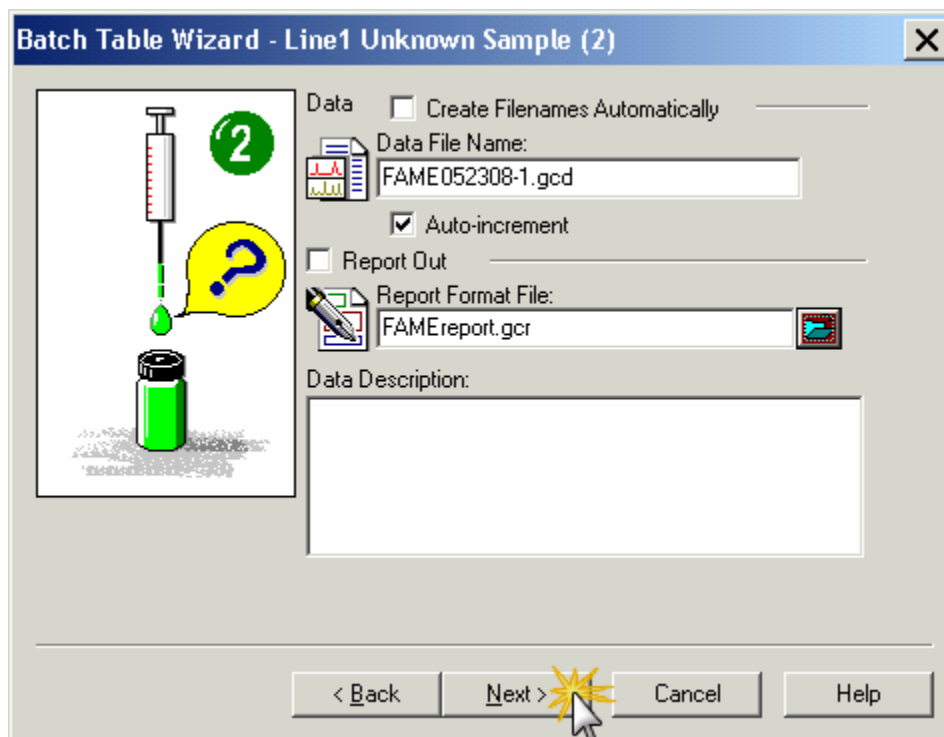 Batch Table Wizard - Line1 Unknown Sample (2)
2
Data
Create Filenames Automatically
Data File Name:
FAME052308-1.gcd
Auto-increment
?
Report Out
Report Format File:
FAMEreport.gcr
Data Description:
< Back
Next >
Cancel
Help